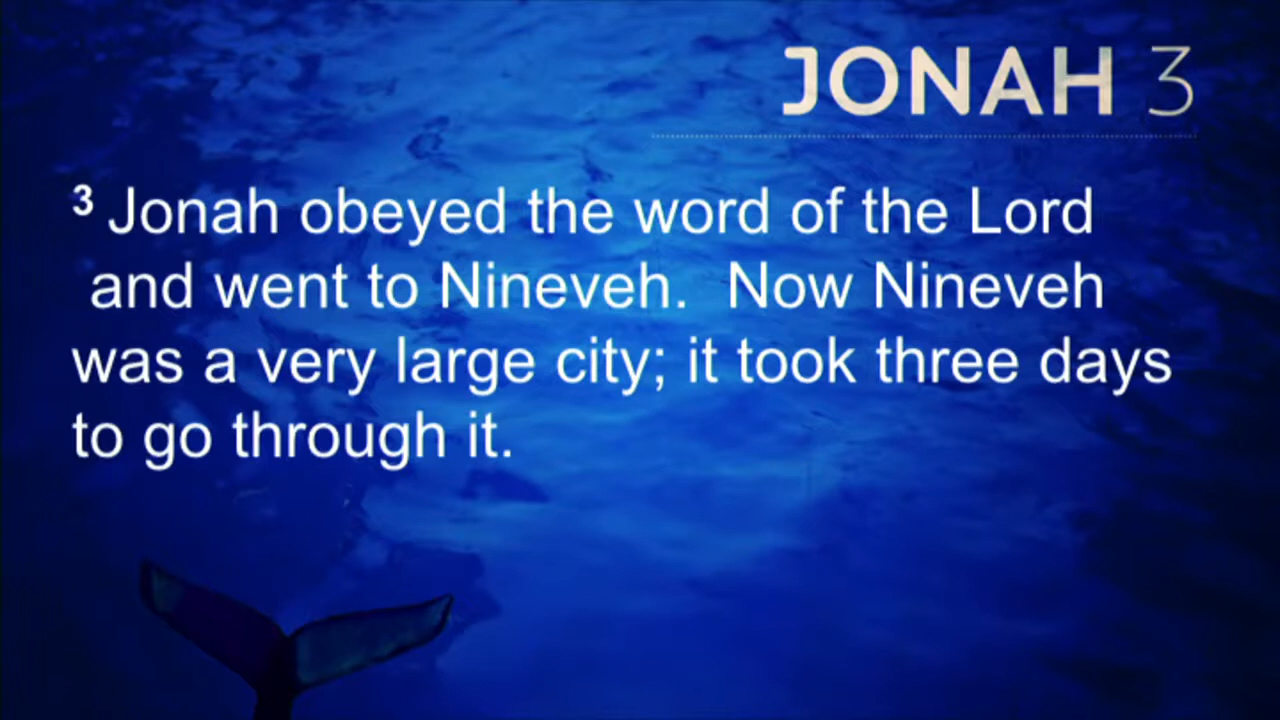 JONAH 3
3 Jonah obeyed the word of the Lord
and went to Nineveh.  Now Nineveh
was a very large city; it took three days
to go through it.